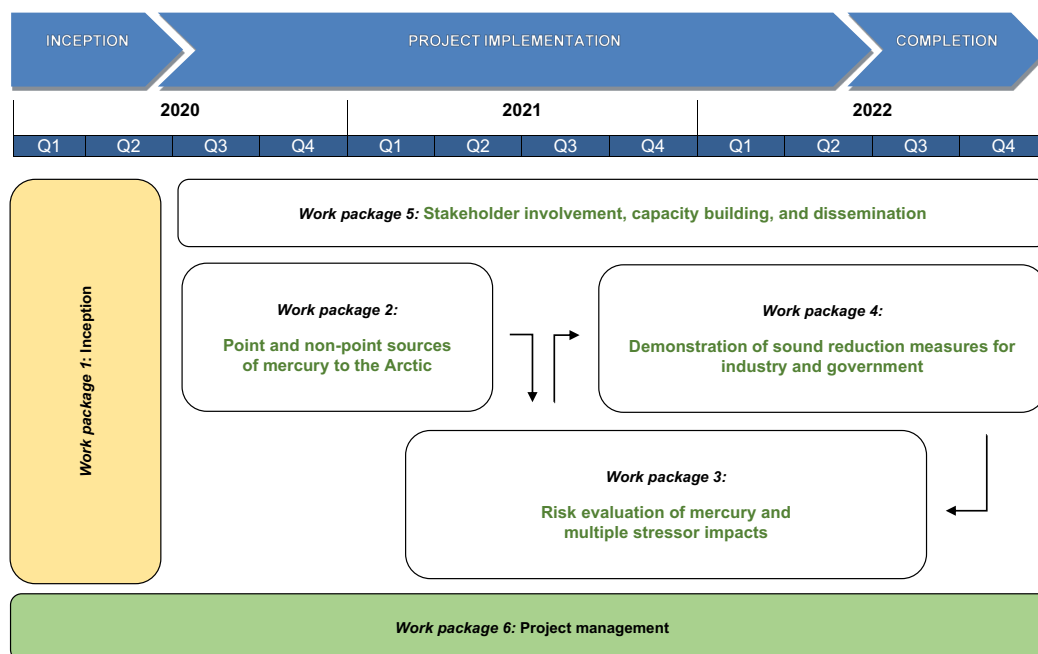 INCEPTION
PROJECT IMPLEMENTATION
COMPLETION
2020
2021
2022
Q1 Q2 Q3 Q4 Q1 Q2 Q3 Q4 Q1 Q2 Q3 Q4
Work package 1: Inception
Work package 5: Stakeholder involvement, capacity building, and dissemination
Work package 2:
Point and non-point sources
of mercury to the Arctic
Work package 4:
Demonstration of sound reduction measures for
industry and government
Work package 3:
Risk evaluation of mercury and
multiple stressor impacts
Work package 6: Project management